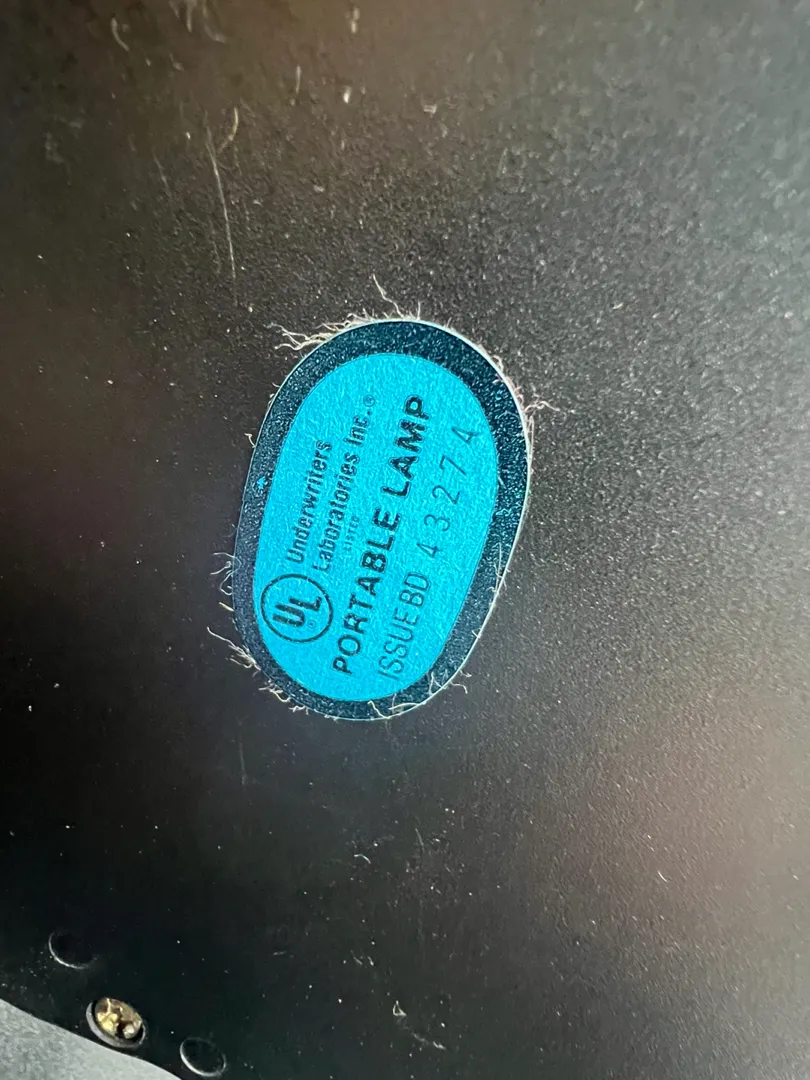 UL
Underwriters
Laboratories Inc.®
LISTED
PORTABLE LAMP
ISSUE BD 43274